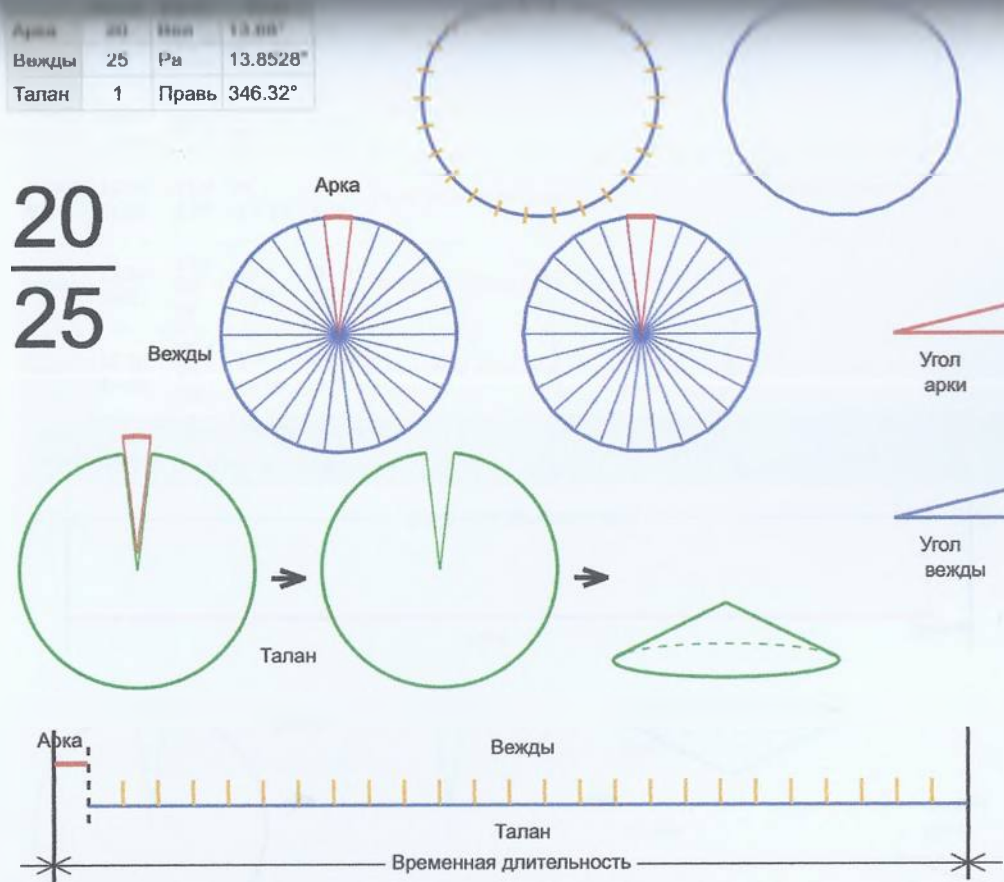 Арка 20
Вежды 25 Ра 13.8528°
Талан 1 Правь 346.32°
20
25
Арка
Вежды
Угол
арки
Угол
вежды
Талан
Арка
Вежды
Талан
Временная длительность